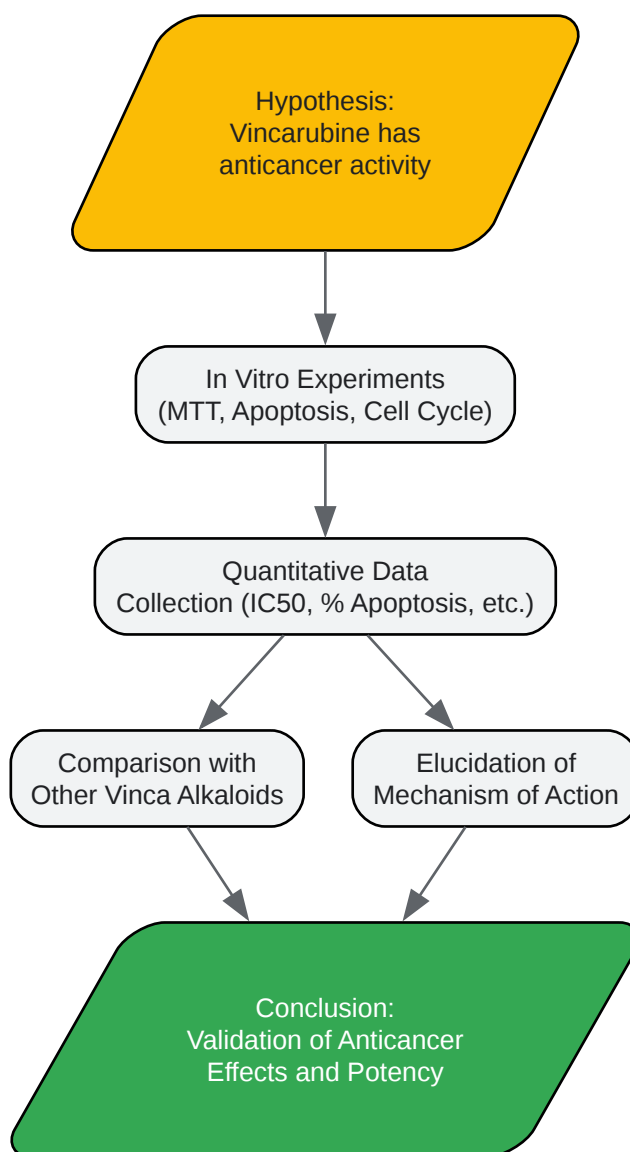 Hypothesis:
Vincarubine has
anticancer activity
In Vitro Experiments
(MTT, Apoptosis, Cell Cycle)
Quantitative Data
Collection (IC50, % Apoptosis, etc.)
Comparison with
Other Vinca Alkaloids
Elucidation of
Mechanism of Action
Conclusion:
Validation of Anticancer
Effects and Potency